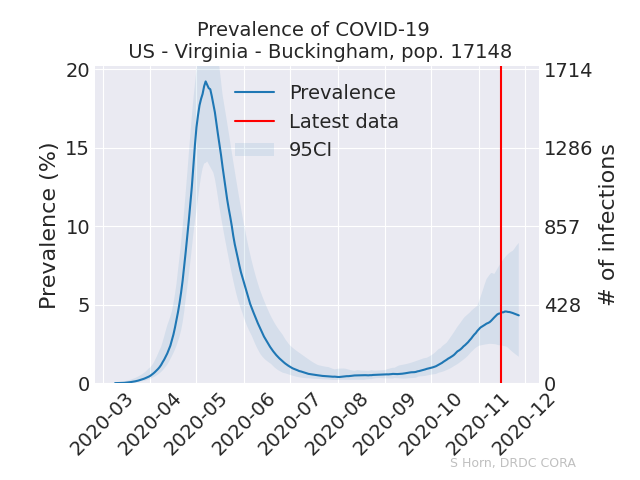 Prevalence of COVID-19
US - Virginia - Buckingham, pop. 17148
Prevalence (%)
20
15
10
5
0
Prevalence
Latest data
95CI
1714
1286
857
428
0
# of infections
2020-03
2020-04
2020-05
2020-06
2020-07
2020-08
2020-09
2020-10
2020-11
2020-12
S Horn, DRDC CORA